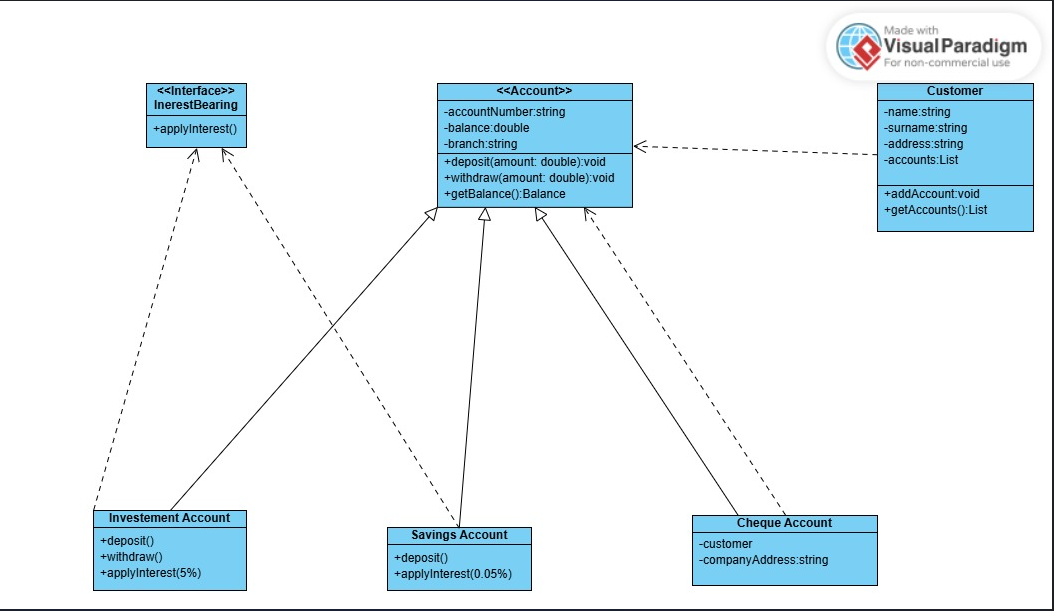 Made with
Visual Paradigm
For non-commercial use
<<Interface>>
InerestBearing
+applyInterest()
<<Account>>
-accountNumber:string
-balance:double
-branch:string
+deposit(amount: double):void
+withdraw(amount: double):void
+getBalance():Balance
Customer
-name:string
-surname:string
-address:string
-accounts:List
+addAccount:void
+getAccounts():List
Investement Account
+deposit()
+withdraw()
+applyInterest(5%)
Savings Account
+deposit()
+applyInterest(0.05%)
Cheque Account
-customer
-companyAddress:string